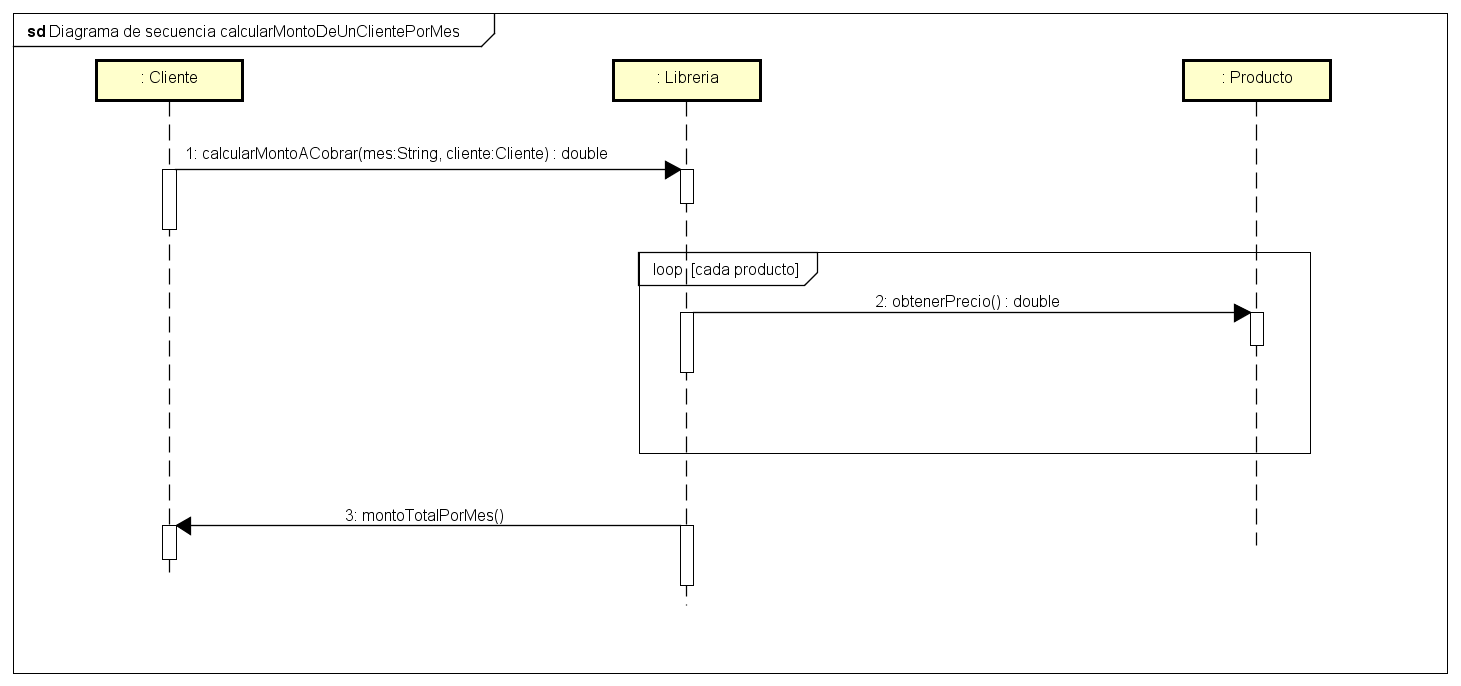 sd Diagrama de secuencia calcularMontoDeUnClientePorMes
: Cliente
: Libreria
: Producto
1: calcularMontoACobrar(mes:String, cliente:Cliente) : double
loop [cada producto]
2: obtenerPrecio() : double
3: montoTotalPorMes()